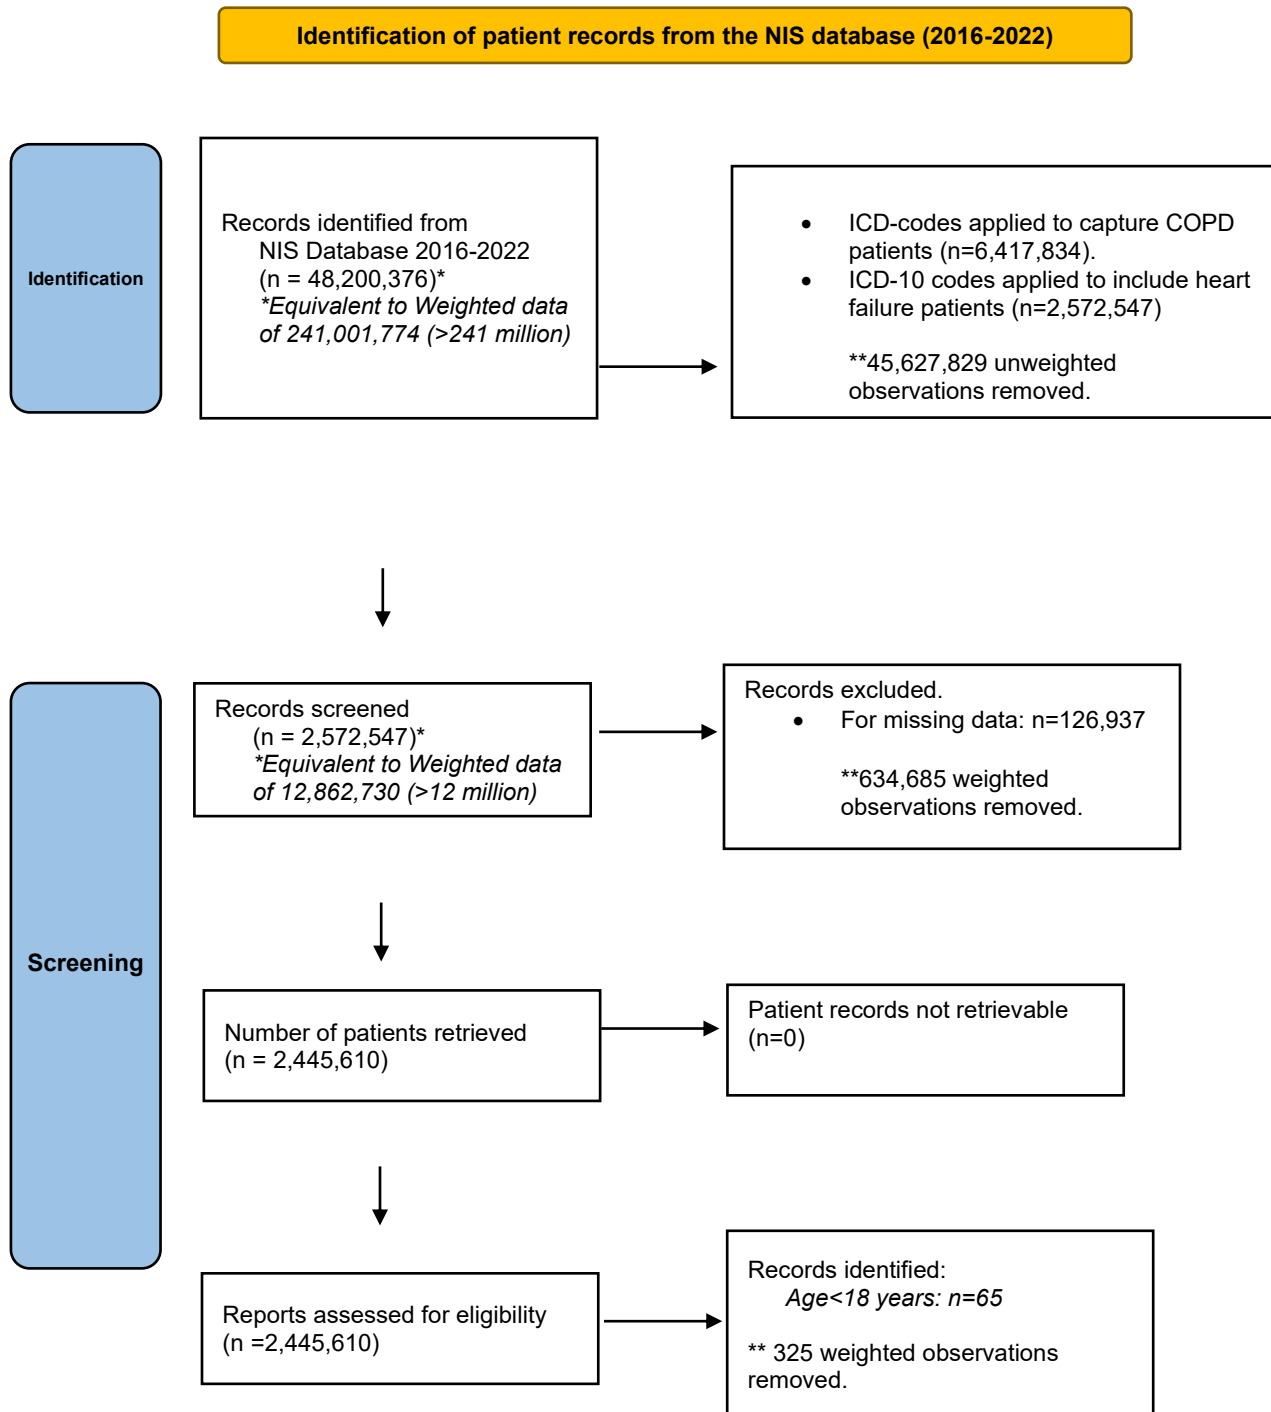 Identification of patient records from the NIS database (2016-2022)
Identification
Records identified from
NIS Database 2016-2022
(n = 48,200,376)*
*Equivalent to Weighted data
of 241,001,774 (>241 million)
• ICD-codes applied to capture COPD
patients (n=6,417,834).
• ICD-10 codes applied to include heart
failure patients (n=2,572,547)
**45,627,829 unweighted
observations removed.
Screening
Records screened
(n = 2,572,547)*
*Equivalent to Weighted data
of 12,862,730 (>12 million)
Records excluded.
• For missing data: n=126,937
**634,685 weighted
observations removed.
Number of patients retrieved
(n = 2,445,610)
Patient records not retrievable
(n=0)
Reports assessed for eligibility
(n =2,445,610)
Records identified:
Age<18 years: n=65
** 325 weighted observations
removed.